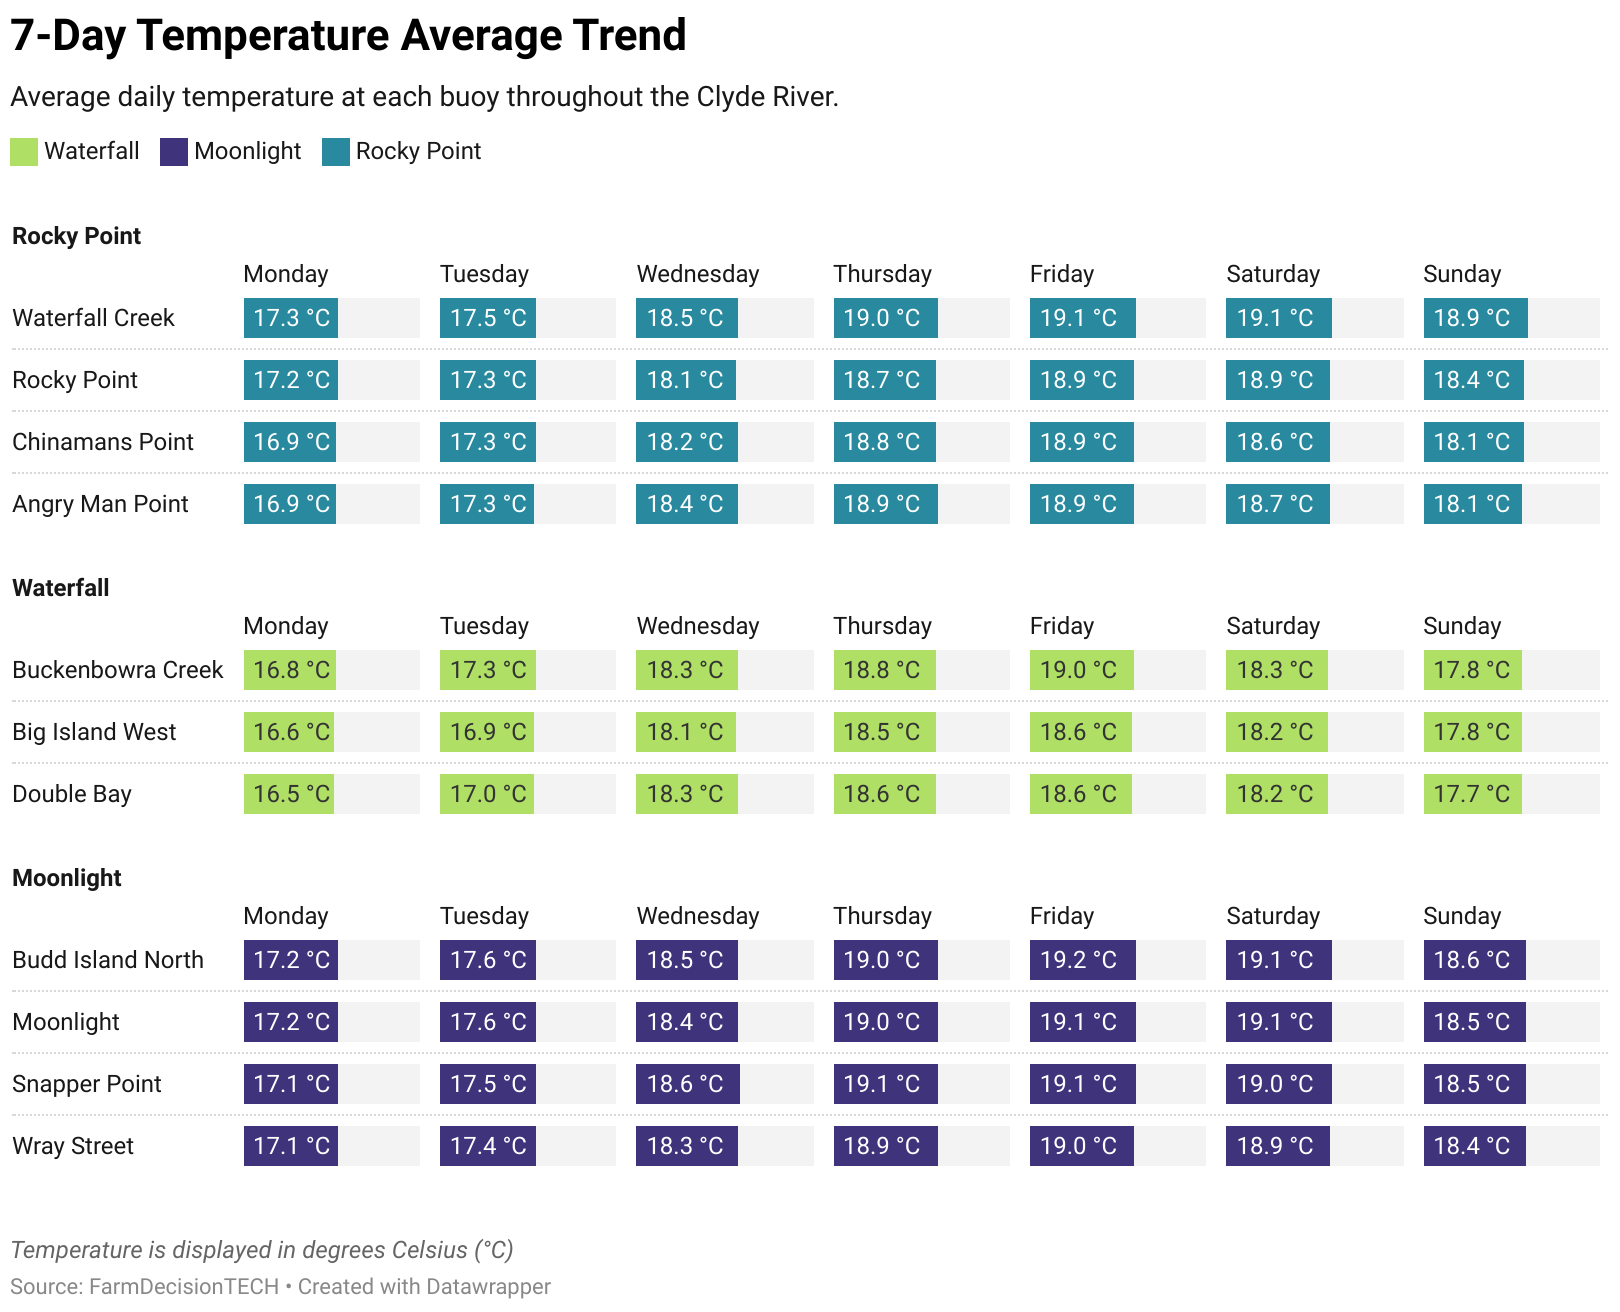 7-Day Temperature Average Trend
Average daily temperature at each buoy throughout the Clyde River.
Waterfall Moonlight Rocky Point
Rocky Point
Monday Tuesday Wednesday Thursday Friday Saturday Sunday
Waterfall Creek 17.3 °C 17.5 °C 18.5 °C 19.0 °C 19.1 °C 19.1 °C 18.9 °C
Rocky Point 17.2 °C 17.3 °C 18.1 °C 18.7 °C 18.9 °C 18.9 °C 18.4 °C
Chinamans Point 16.9 °C 17.3 °C 18.2 °C 18.8 °C 18.9 °C 18.6 °C 18.1 °C
Angry Man Point 16.9 °C 17.3 °C 18.4 °C 18.9 °C 18.9 °C 18.7 °C 18.1 °C
Waterfall
Monday Tuesday Wednesday Thursday Friday Saturday Sunday
Buckenbowra Creek 16.8 °C 17.3 °C 18.3 °C 18.8 °C 19.0 °C 18.3 °C 17.8 °C
Big Island West 16.6 °C 16.9 °C 18.1 °C 18.5 °C 18.6 °C 18.2 °C 17.8 °C
Double Bay 16.5 °C 17.0 °C 18.3 °C 18.6 °C 18.6 °C 18.2 °C 17.7 °C
Moonlight
Monday Tuesday Wednesday Thursday Friday Saturday Sunday
Budd Island North 17.2 °C 17.6 °C 18.5 °C 19.0 °C 19.2 °C 19.1 °C 18.6 °C
Moonlight 17.2 °C 17.6 °C 18.4 °C 19.0 °C 19.1 °C 19.1 °C 18.5 °C
Snapper Point 17.1 °C 17.5 °C 18.6 °C 19.1 °C 19.1 °C 19.0 °C 18.5 °C
Wray Street 17.1 °C 17.4 °C 18.3 °C 18.9 °C 19.0 °C 18.9 °C 18.4 °C
Temperature is displayed in degrees Celsius (°C)
Source: FarmDecisionTECH • Created with Datawrapper